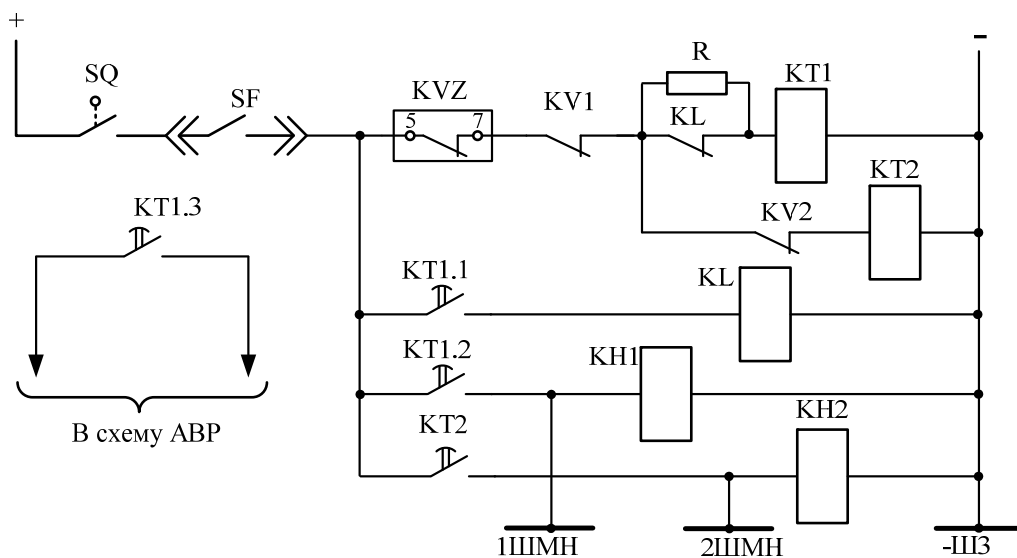 +
-
SQ
SF
KVZ
5
7
KV1
R
KL
KT1
KT2
KV2
KT1.3
В схему АВР
KT1.1
KL
KT1.2
KH1
KT2
KH2
1ШМН
2ШМН
-ШЗ